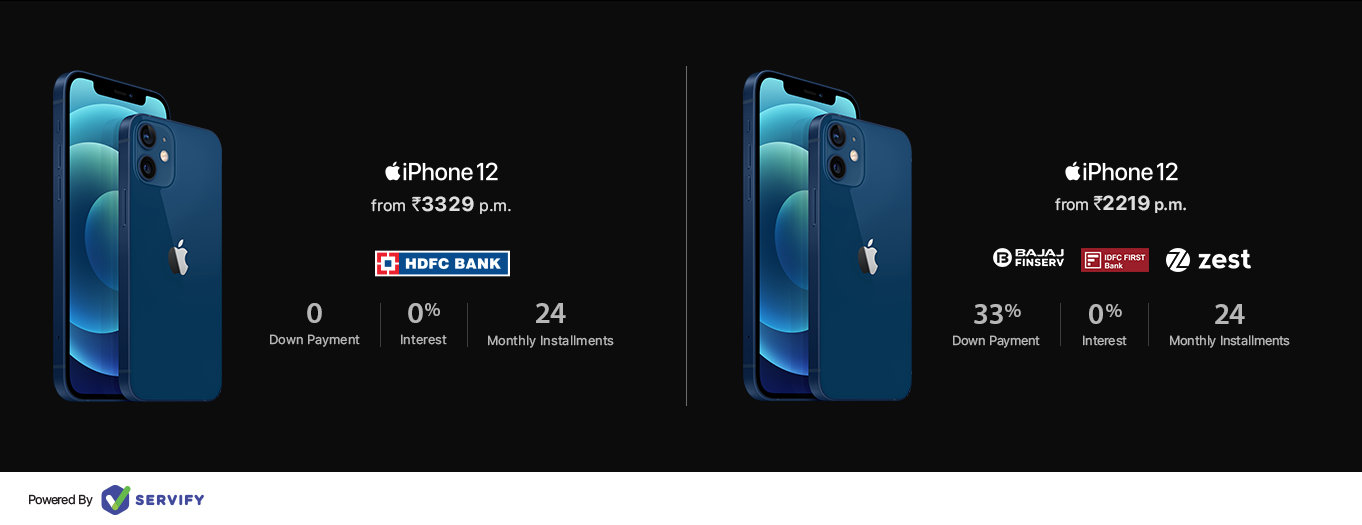 iPhone 12
from ₹3329 p.m.
HDFC BANK
0
Down Payment
0%
Interest
24
Monthly Installments
iPhone 12
from ₹2219 p.m.
BAJAJ
FINSERV
IDFC FIRST
Bank
zest
33%
Down Payment
0%
Interest
24
Monthly Installments
Powered By SERVIFY